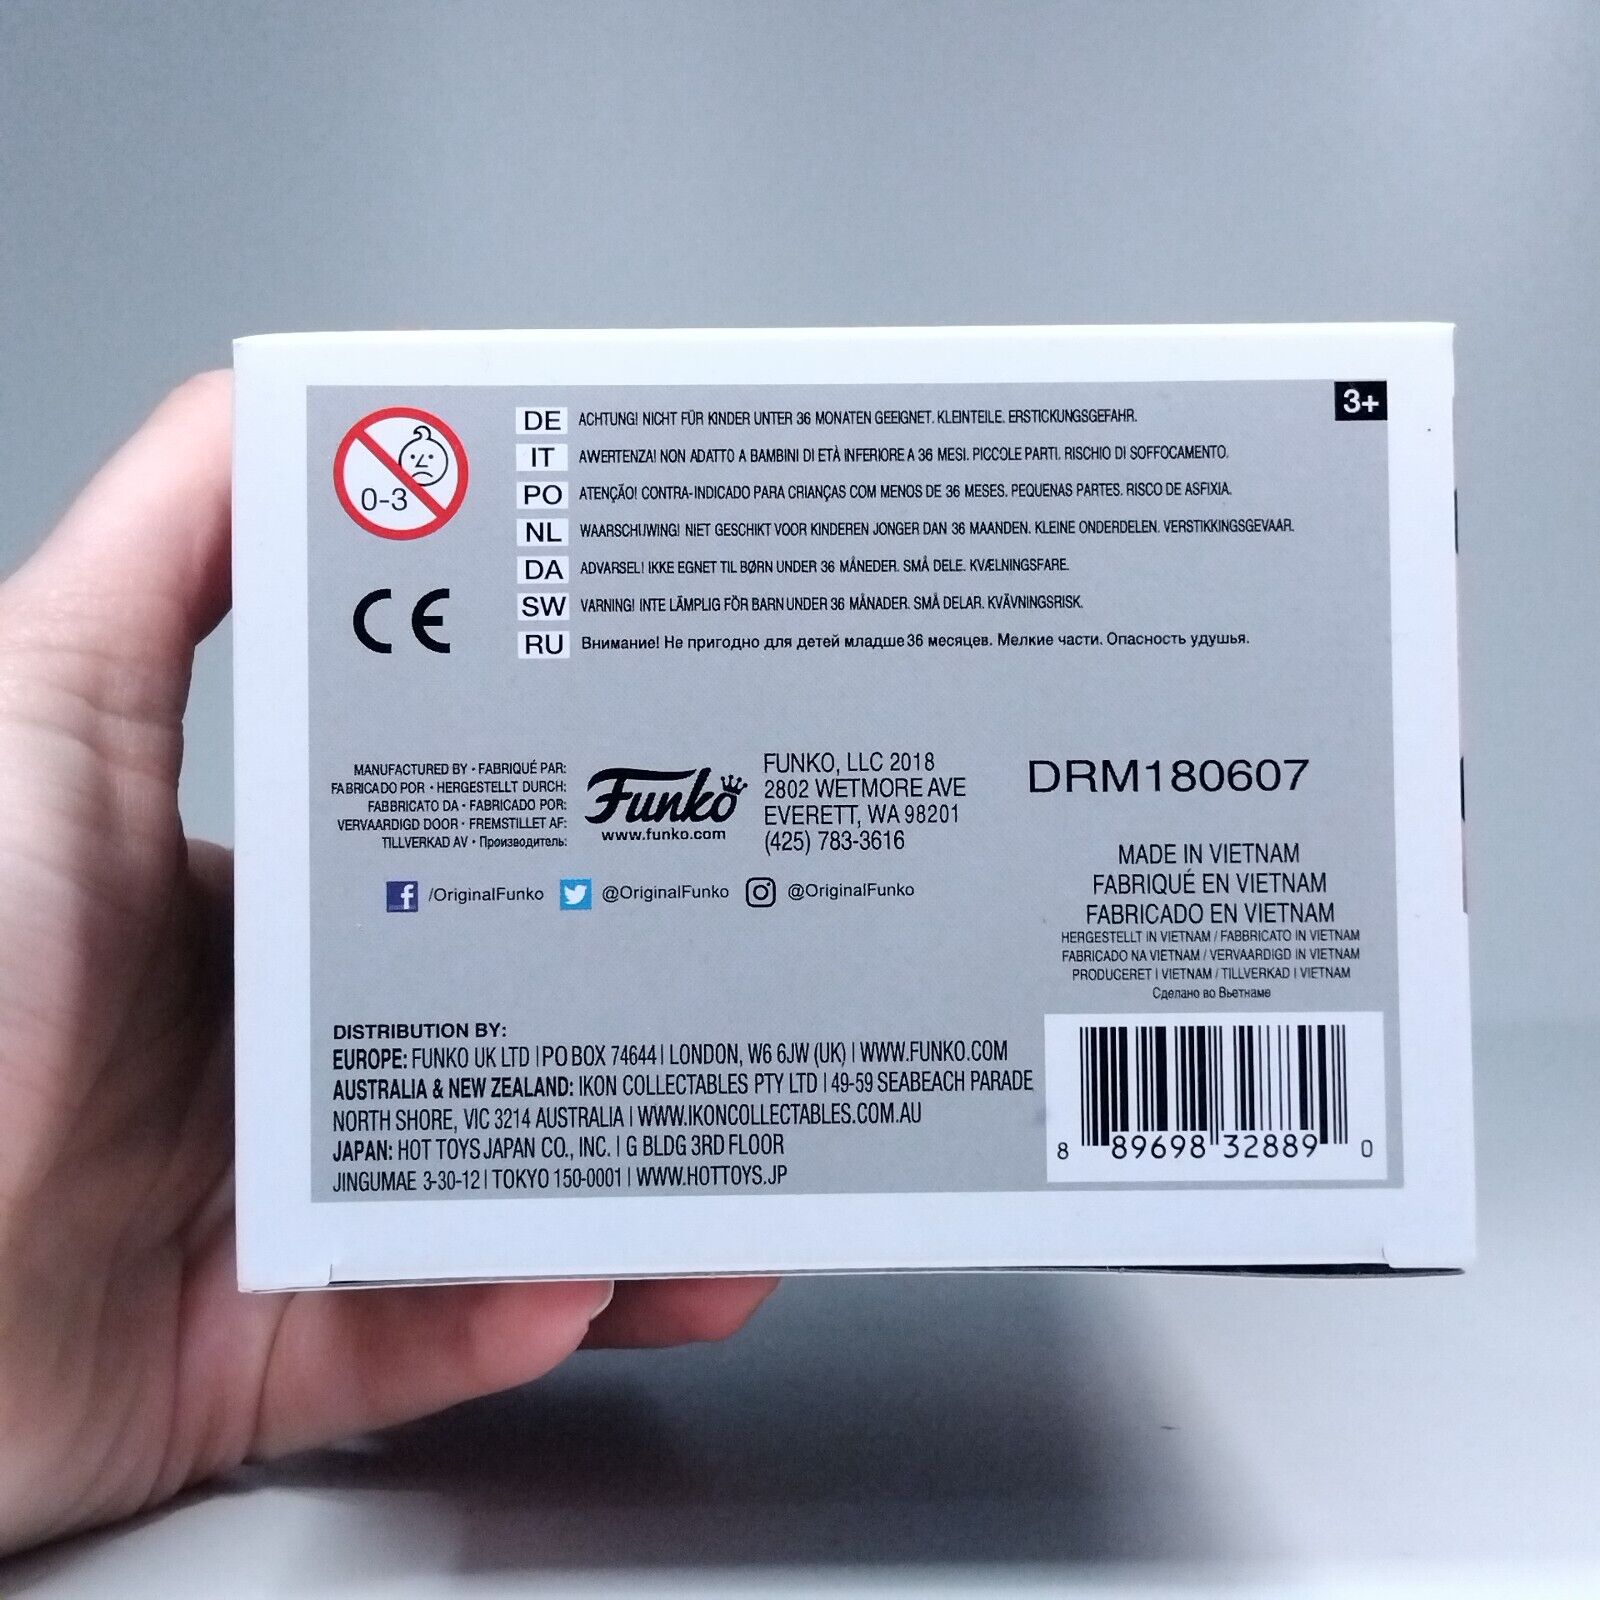 3+
0-3
DE ACHTUNG! NICHT FÜR KINDER UNTER 36 MONATEN GEEIGNET. KLEINTEILE. ERSTICKUNGSGEFAHR.
IT AWERTENZA! NON ADATTO A BAMBINI DI ETÀ INFERIORE A 36 MESI. PICCOLE PARTI. RISCHIO DI SOFFOCAMENTO.
PO ATENÇÃO! CONTRA-INDICADO PARA CRIANÇAS COM MENOS DE 36 MESES. PEQUENAS PARTES. RISCO DE ASFIXIA.
NL WAARSCHUWING! NIET GESCHIKT VOOR KINDEREN JONGER DAN 36 MAANDEN. KLEINE ONDERDELEN. VERSTIKKINGSGEVAAR.
DA ADVARSEL! IKKE EGNET TIL BØRN UNDER 36 MÅNEDER. SMÅ DELE. KVÆLNINGSFARE.
SW VARNING! INTE LÄMPLIG FÖR BARN UNDER 36 MÅNADER. SMÅ DELAR. KVÄVNINGSRISK.
RU Внимание! Не пригодно для детей младше 36 месяцев. Мелкие части. Опасность удушья.
CE
MANUFACTURED BY • FABRIQUÉ PAR:
FABRICADO POR • HERGESTELLT DURCH:
FABBRICATO DA • FABRICADO POR:
VERVAARDIGD DOOR • FREMSTILLET AF:
TILLVERKAD AV • Производитель:
Funko
www.funko.com
FUNKO, LLC 2018
2802 WETMORE AVE
EVERETT, WA 98201
(425) 783-3616
/OriginalFunko @OriginalFunko @OriginalFunko
DRM180607
MADE IN VIETNAM
FABRIQUÉ EN VIETNAM
FABRICADO EN VIETNAM
HERGESTELLT IN VIETNAM / FABBRICATO IN VIETNAM
FABRICADO NA VIETNAM / VERVAARDIGD IN VIETNAM
PRODUCERET I VIETNAM / TILLVERKAD I VIETNAM
Сделано во Вьетнаме
DISTRIBUTION BY:
EUROPE: FUNKO UK LTD | PO BOX 74644 | LONDON, W6 6JW (UK) | WWW.FUNKO.COM
AUSTRALIA & NEW ZEALAND: IKON COLLECTABLES PTY LTD | 49-59 SEABEACH PARADE
NORTH SHORE, VIC 3214 AUSTRALIA | WWW.IKONCOLLECTABLES.COM.AU
JAPAN: HOT TOYS JAPAN CO., INC. | G BLDG 3RD FLOOR
JINGUMAE 3-30-12 | TOKYO 150-0001 | WWW.HOTTOYS.JP
8 89698 32889 0